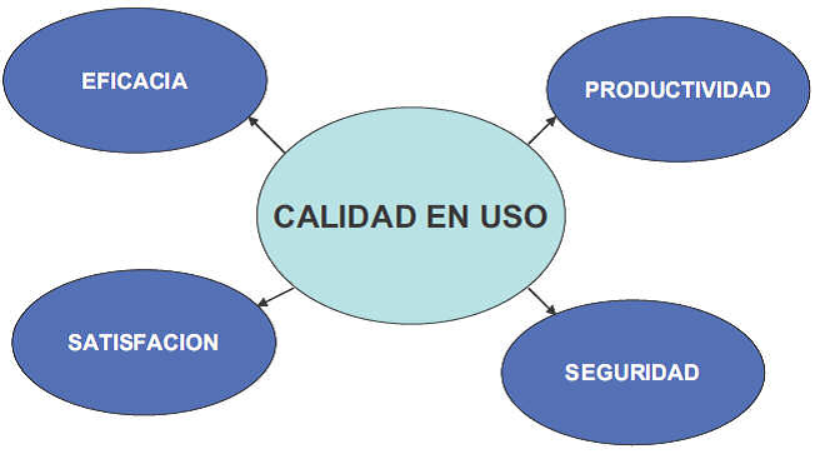 EFICACIA
PRODUCTIVIDAD
CALIDAD EN USO
SATISFACION
SEGURIDAD